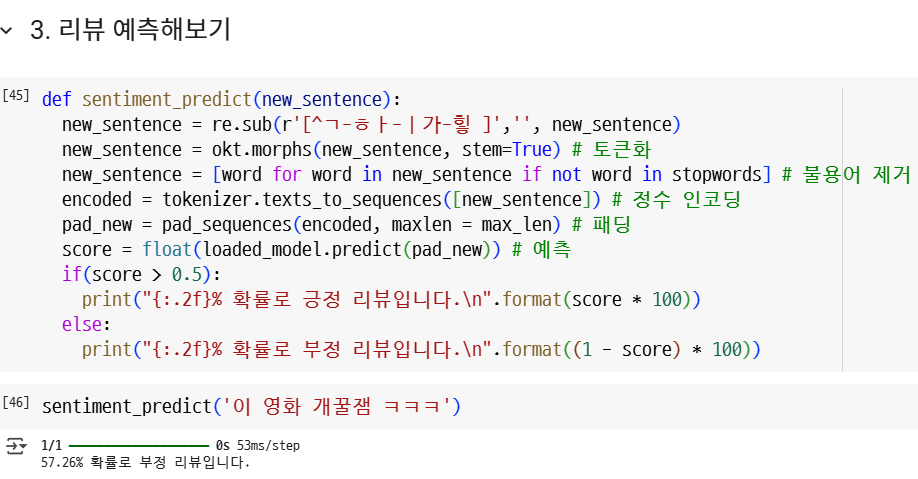 3. 리뷰 예측해보기
[45] def sentiment_predict(new_sentence):
new_sentence = re.sub(r'[^ㄱ-ㅎㅏ-ㅣ가-힣 ]','', new_sentence)
new_sentence = okt.morphs(new_sentence, stem=True) # 토큰화
new_sentence = [word for word in new_sentence if not word in stopwords] # 불용어 제거
encoded = tokenizer.texts_to_sequences([new_sentence]) # 정수 인코딩
pad_new = pad_sequences(encoded, maxlen = max_len) # 패딩
score = float(loaded_model.predict(pad_new)) # 예측
if(score > 0.5):
print("{:.2f}% 확률로 긍정 리뷰입니다.\n".format(score * 100))
else:
print("{:.2f}% 확률로 부정 리뷰입니다.\n".format((1 - score) * 100))
[46] sentiment_predict('이 영화 개꿀잼 ㅋㅋㅋ')
1/1 0s 53ms/step
57.26% 확률로 부정 리뷰입니다.